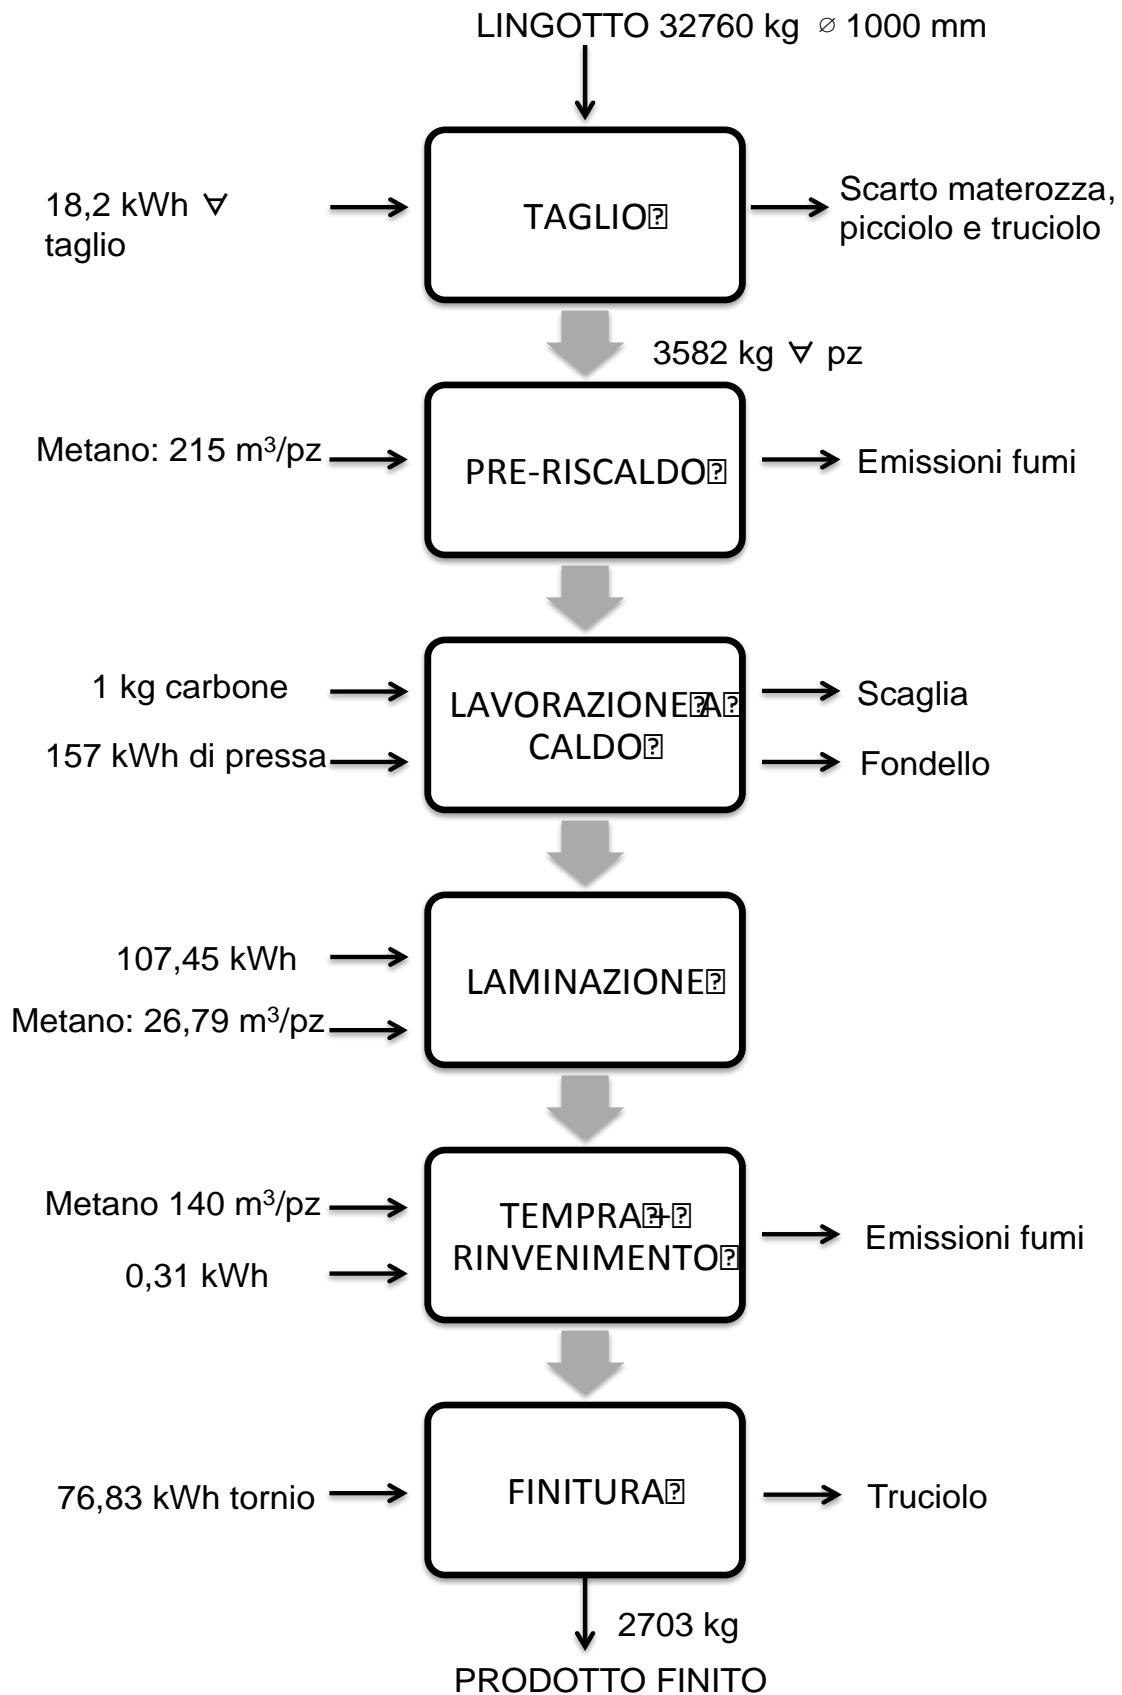 LINGOTTO 32760 kg ⌀ 1000 mm
18,2 kWh ∀
taglio
TAGLIO
Scarto materozza,
picciolo e truciolo
3582 kg ∀ pz
Metano: 215 m³/pz
PRE-RISCALDO
Emissioni fumi
1 kg carbone
157 kWh di pressa
LAVORAZIONE A
CALDO
Scaglia
Fondello
107,45 kWh
Metano: 26,79 m³/pz
LAMINAZIONE
Metano 140 m³/pz
0,31 kWh
TEMPRA +
RINVENIMENTO
Emissioni fumi
76,83 kWh tornio
FINITURA
Truciolo
2703 kg
PRODOTTO FINITO